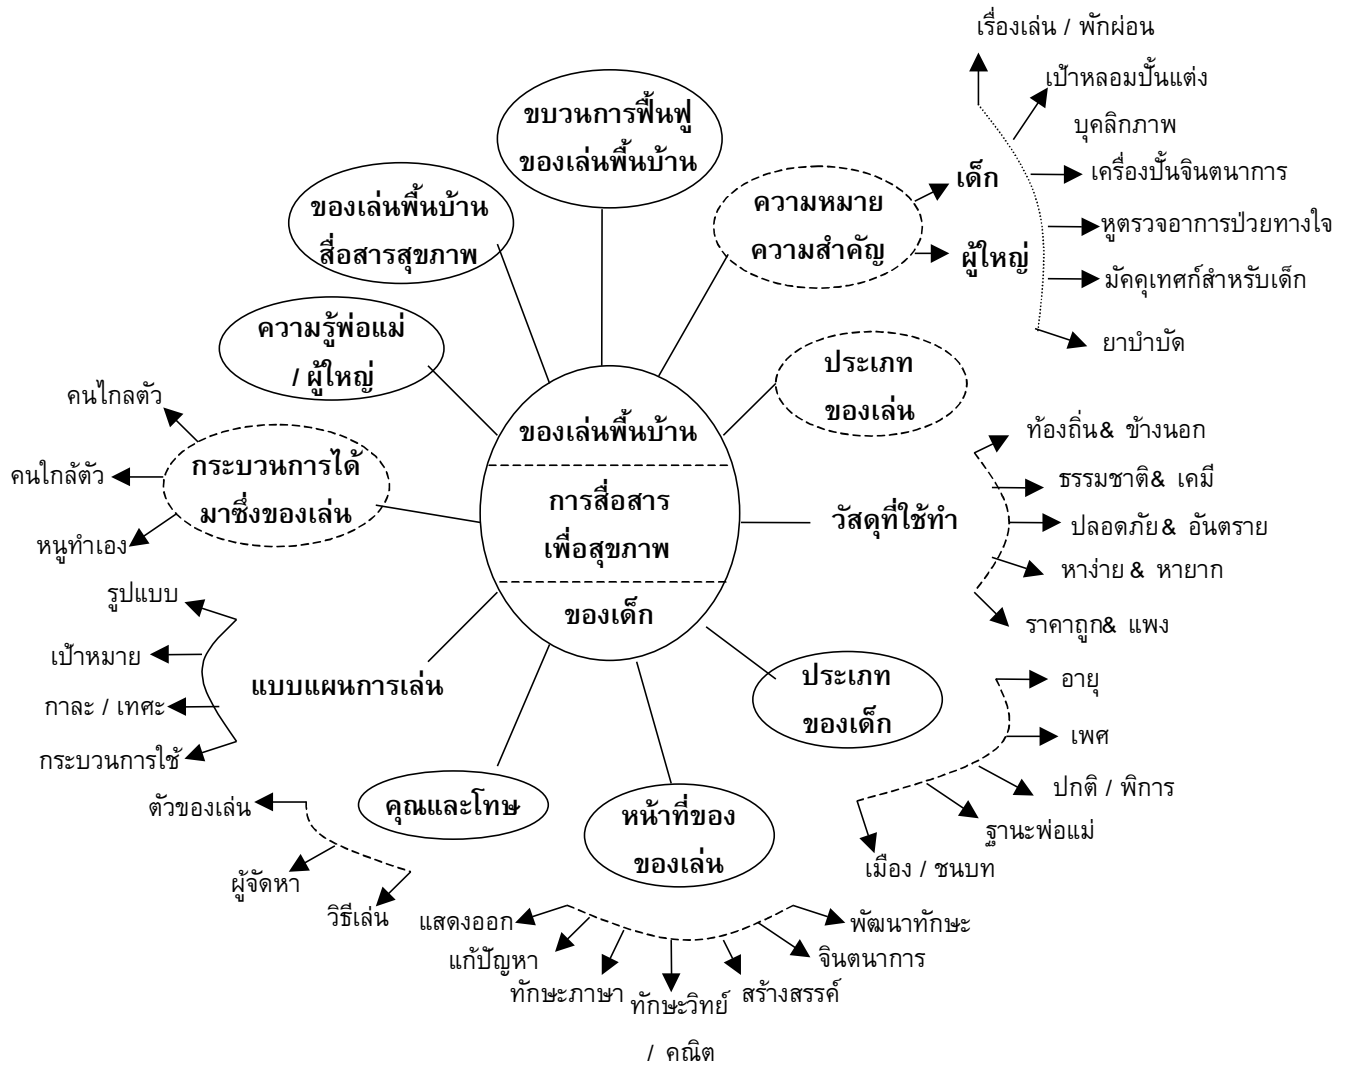 เรื่องเล่น / พักผ่อน
เป้าหลอมปั้นแต่ง
บุคลิกภาพ
เครื่องปั้นจินตนาการ
หูตรวจอาการป่วยทางใจ
มัคคุเทศก์สำหรับเด็ก
ยาบำบัด
ขบวนการฟื้นฟู
ของเล่นพื้นบ้าน
ความหมาย
ความสำคัญ
เด็ก
ผู้ใหญ่
ของเล่นพื้นบ้าน
สื่อสารสุขภาพ
ความรู้พ่อแม่
/ ผู้ใหญ่
ประเภท
ของเล่น
คนไกลตัว
คนใกล้ตัว
หนูทำเอง
กระบวนการได้
มาซึ่งของเล่น
ของเล่นพื้นบ้าน
การสื่อสาร
เพื่อสุขภาพ
ของเด็ก
วัสดุที่ใช้ทำ
ท้องถิ่น& ข้างนอก
ธรรมชาติ& เคมี
ปลอดภัย& อันตราย
หาง่าย & หายาก
ราคาถูก& แพง
รูปแบบ
เป้าหมาย
กาละ / เทศะ
กระบวนการใช้
แบบแผนการเล่น
ประเภท
ของเด็ก
อายุ
เพศ
ปกติ / พิการ
ฐานะพ่อแม่
เมือง / ชนบท
ตัวของเล่น
ผู้จัดหา
วิธีเล่น
คุณและโทษ
หน้าที่ของ
ของเล่น
แสดงออก
แก้ปัญหา
ทักษะภาษา
ทักษะวิทย์
/ คณิต
สร้างสรรค์
จินตนาการ
พัฒนาทักษะ